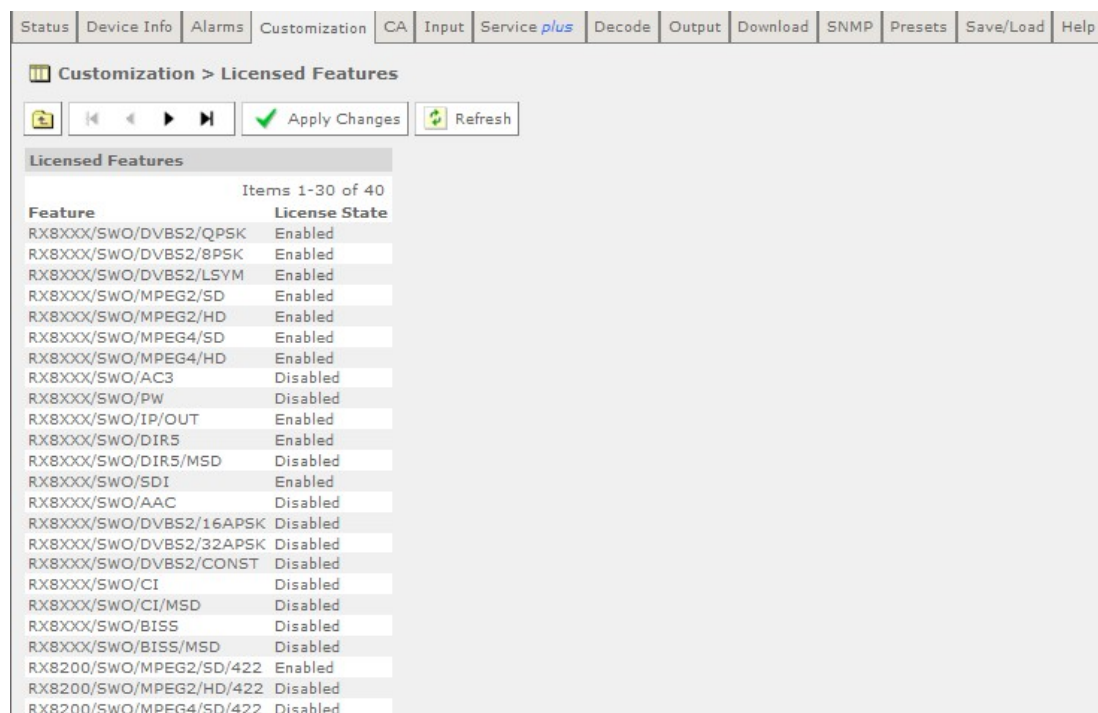 Status Device Info Alarms Customization CA Input Service plus Decode Output Download SNMP Presets Save/Load Help
Customization > Licensed Features
Apply Changes Refresh
Licensed Features
Items 1-30 of 40
Feature License State
RX8XXX/SWO/DVBS2/QPSK Enabled
RX8XXX/SWO/DVBS2/8PSK Enabled
RX8XXX/SWO/DVBS2/LSYM Enabled
RX8XXX/SWO/MPEG2/SD Enabled
RX8XXX/SWO/MPEG2/HD Enabled
RX8XXX/SWO/MPEG4/SD Enabled
RX8XXX/SWO/MPEG4/HD Enabled
RX8XXX/SWO/AC3 Disabled
RX8XXX/SWO/PW Disabled
RX8XXX/SWO/IP/OUT Enabled
RX8XXX/SWO/DIR5 Enabled
RX8XXX/SWO/DIR5/MSD Disabled
RX8XXX/SWO/SDI Enabled
RX8XXX/SWO/AAC Disabled
RX8XXX/SWO/DVBS2/16APSK Disabled
RX8XXX/SWO/DVBS2/32APSK Disabled
RX8XXX/SWO/DVBS2/CONST Disabled
RX8XXX/SWO/CI Disabled
RX8XXX/SWO/CI/MSD Disabled
RX8XXX/SWO/BISS Disabled
RX8XXX/SWO/BISS/MSD Disabled
RX8200/SWO/MPEG2/SD/422 Enabled
RX8200/SWO/MPEG2/HD/422 Disabled
RX8200/SWO/MPEG4/SD/422 Disabled